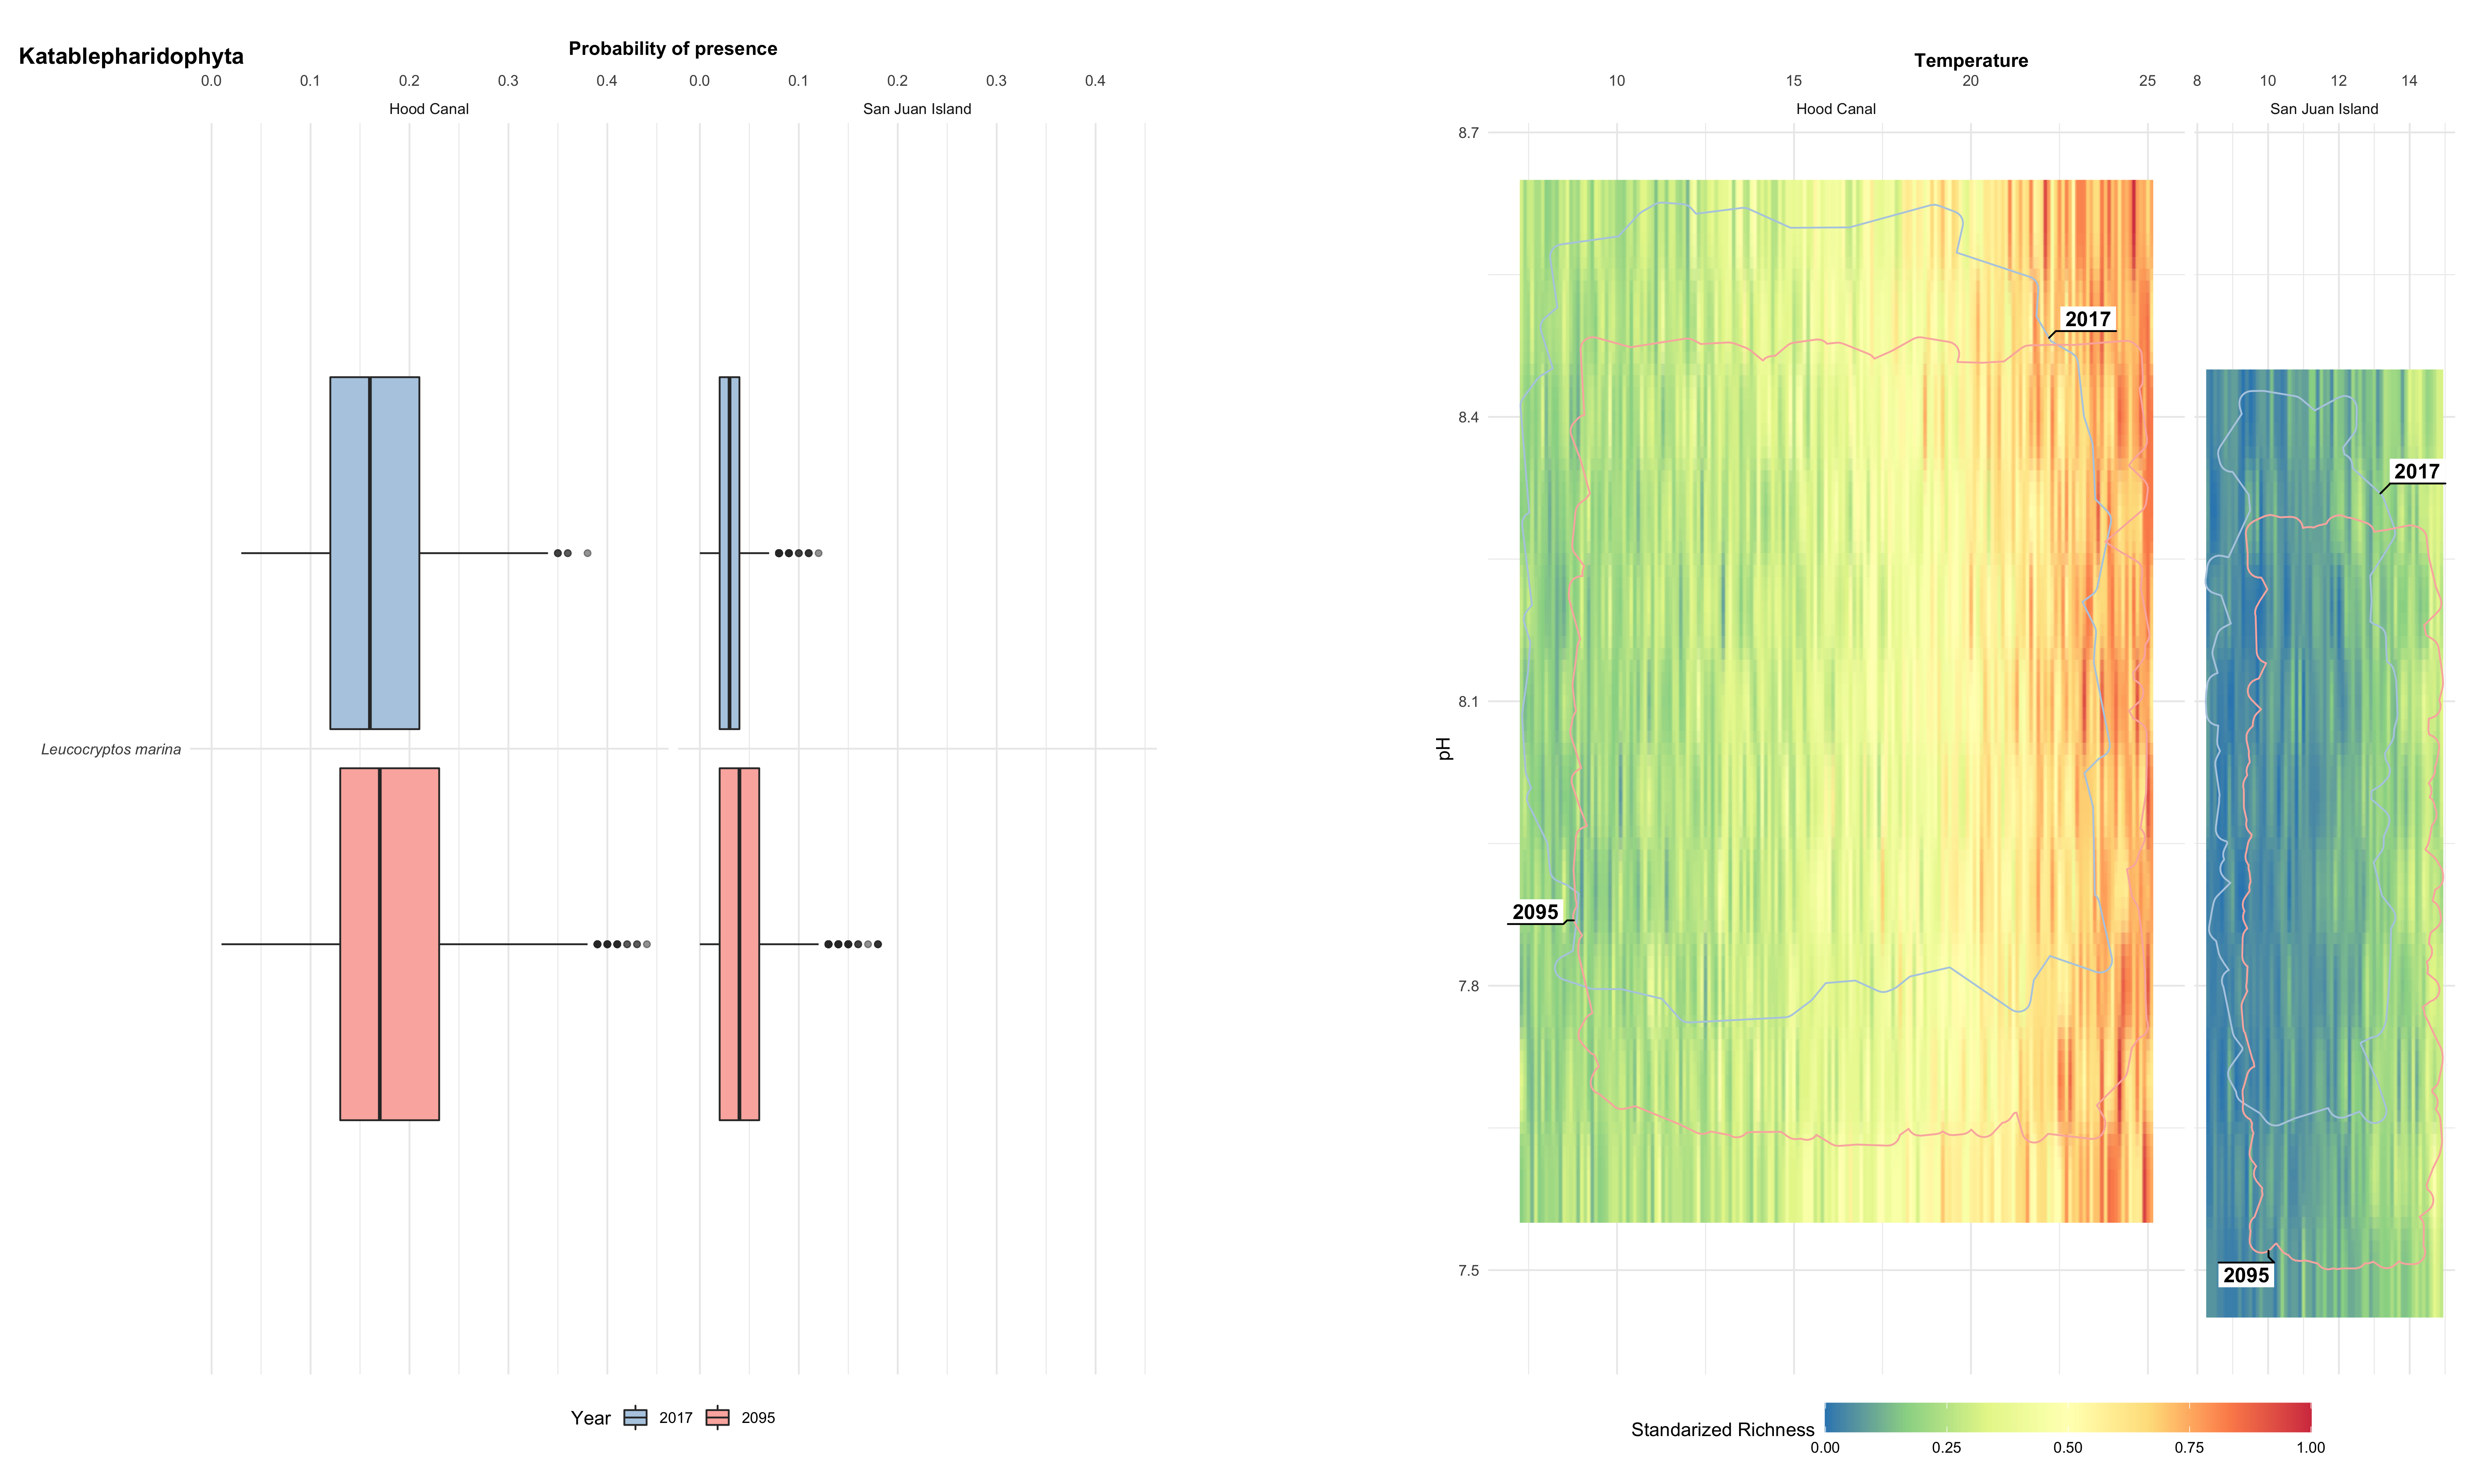 Katablepharidophyta
Probability of presence
0.0 0.1 0.2 0.3 0.4 0.0 0.1 0.2 0.3 0.4
Hood Canal San Juan Island
Leucocryptos marina
Year 2017 2095
Temperature
10 15 20 25 8 10 12 14
Hood Canal San Juan Island
8.7
8.4
8.1
7.8
7.5
pH
2017
2017
2095
2095
Standarized Richness
0.00 0.25 0.50 0.75 1.00